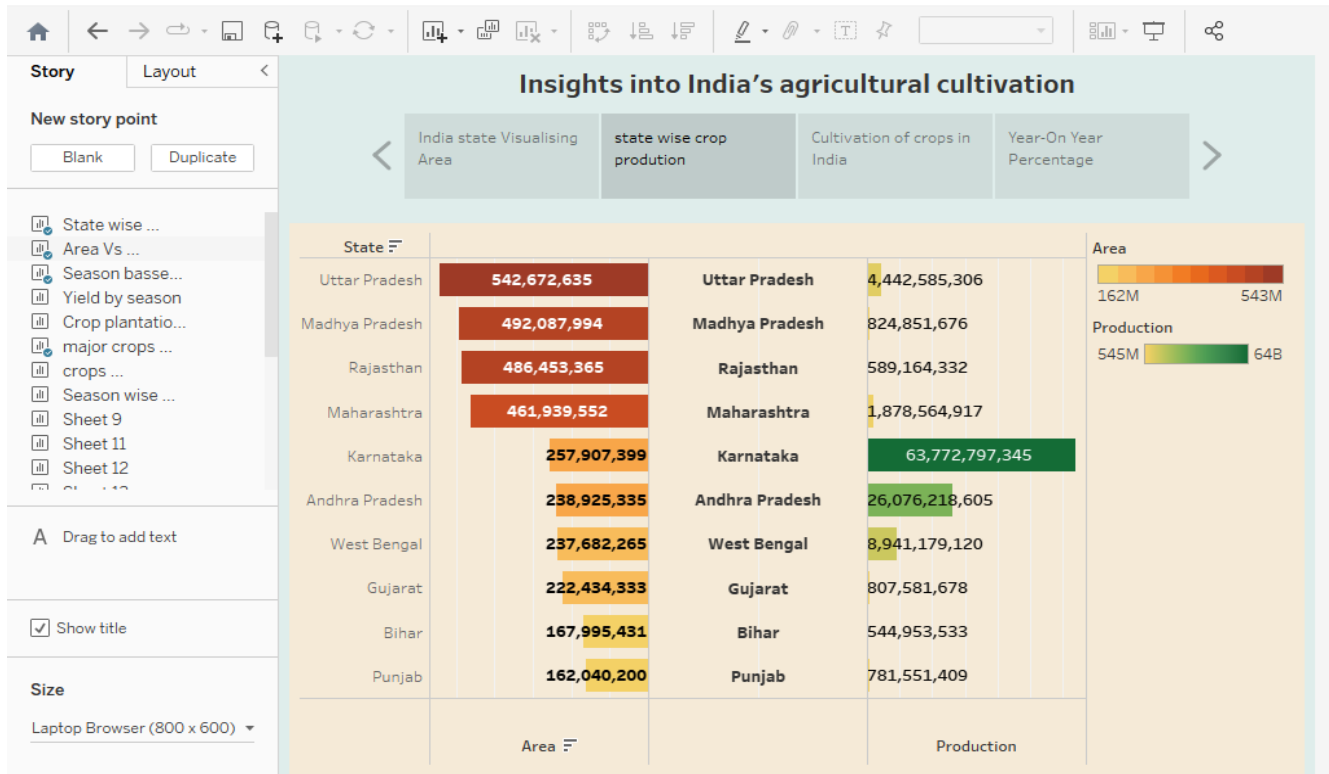 Story
Layout
New story point
Blank
Duplicate
State wise ...
Area Vs ...
Season basse...
Yield by season
Crop plantatio...
major crops ...
crops ...
Season wise ...
Sheet 9
Sheet 11
Sheet 12
A Drag to add text
Show title
Size
Laptop Browser (800 x 600)
Insights into India's agricultural cultivation
India state Visualising
Area
state wise crop
prodution
Cultivation of crops in
India
Year-On Year
Percentage
State
Uttar Pradesh 542,672,635 Uttar Pradesh 4,442,585,306
Madhya Pradesh 492,087,994 Madhya Pradesh 824,851,676
Rajasthan 486,453,365 Rajasthan 589,164,332
Maharashtra 461,939,552 Maharashtra 1,878,564,917
Karnataka 257,907,399 Karnataka 63,772,797,345
Andhra Pradesh 238,925,335 Andhra Pradesh 26,076,218,605
West Bengal 237,682,265 West Bengal 8,941,179,120
Gujarat 222,434,333 Gujarat 807,581,678
Bihar 167,995,431 Bihar 544,953,533
Punjab 162,040,200 Punjab 781,551,409
Area Production
Area
162M 543M
Production
545M 64B